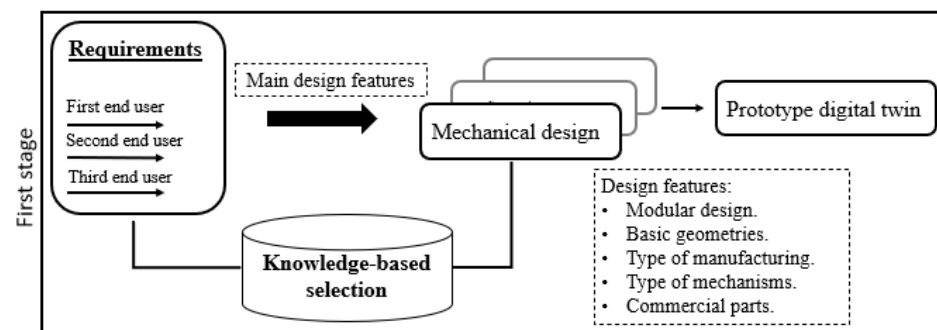 First stage
Requirements
First end user
Second end user
Third end user
Main design features
Mechanical design
Prototype digital twin
Knowledge-based
selection
Design features:
• Modular design.
• Basic geometries.
• Type of manufacturing.
• Type of mechanisms.
• Commercial parts.